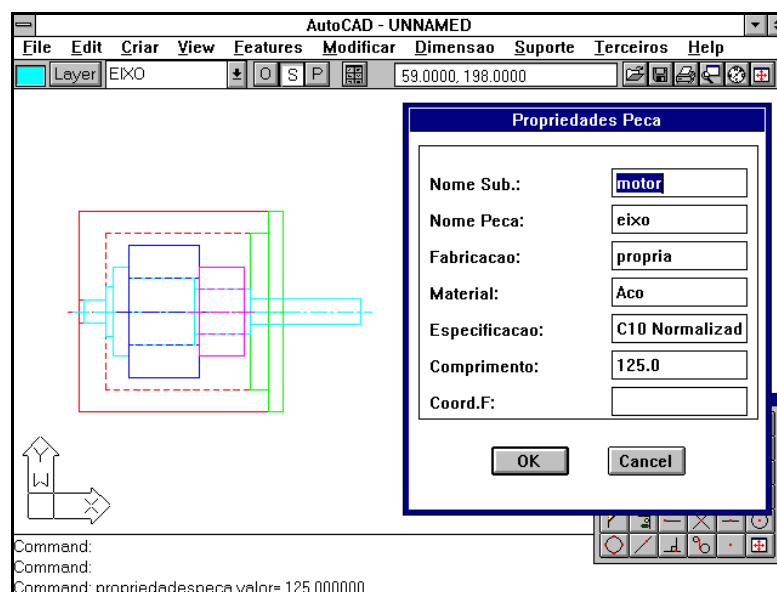 AutoCAD - UNNAMED
File Edit Criar View Features Modificar Dimensao Suporte Terceiros Help
Layer EIXO O S P 59.0000, 198.0000
Propriedades Peca
Nome Sub.: motor
Nome Peca: eixo
Fabricacao: propria
Material: Aco
Especificacao: C10 Normalizad
Comprimento: 125.0
Coord.F:
OK Cancel
Y
W
X
Command:
Command:
Command: propriedadespeca valor= 125.000000